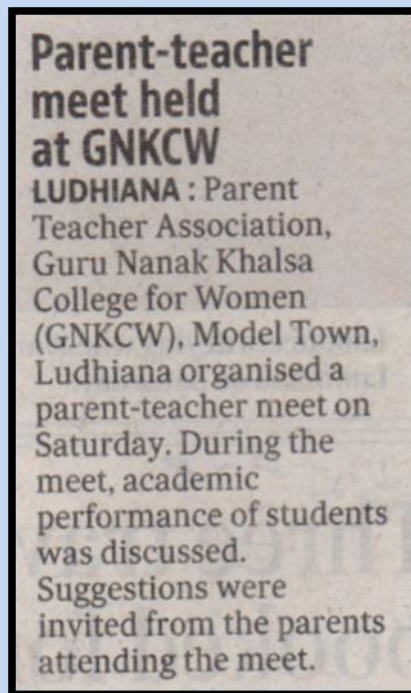 Parent-teacher
meet held
at GNKCW
LUDHIANA : Parent
Teacher Association,
Guru Nanak Khalsa
College for Women
(GNKCW), Model Town,
Ludhiana organised a
parent-teacher meet on
Saturday. During the
meet, academic
performance of students
was discussed.
Suggestions were
invited from the parents
attending the meet.